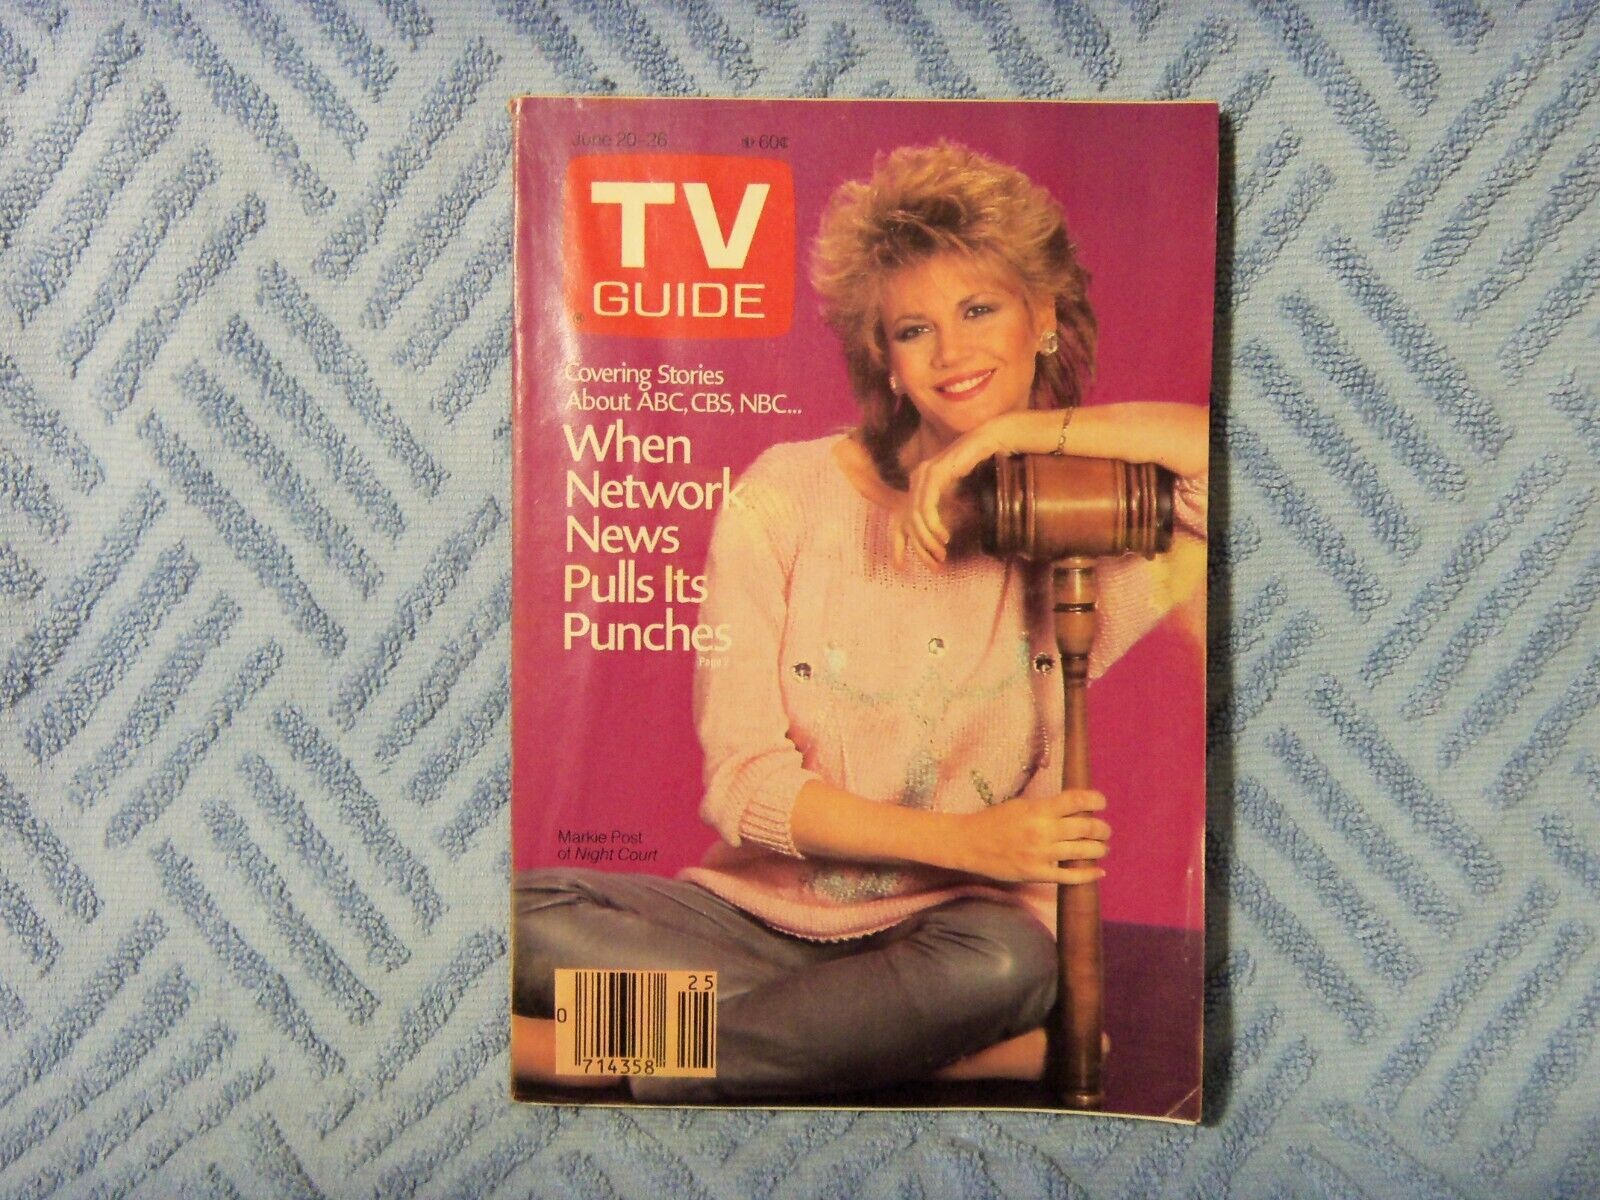 June 20-26 60¢
TV
GUIDE
®
Covering Stories
About ABC, CBS, NBC...
When
Network
News
Pulls Its
Punches
Markie Post
of Night Court
25
0
714358